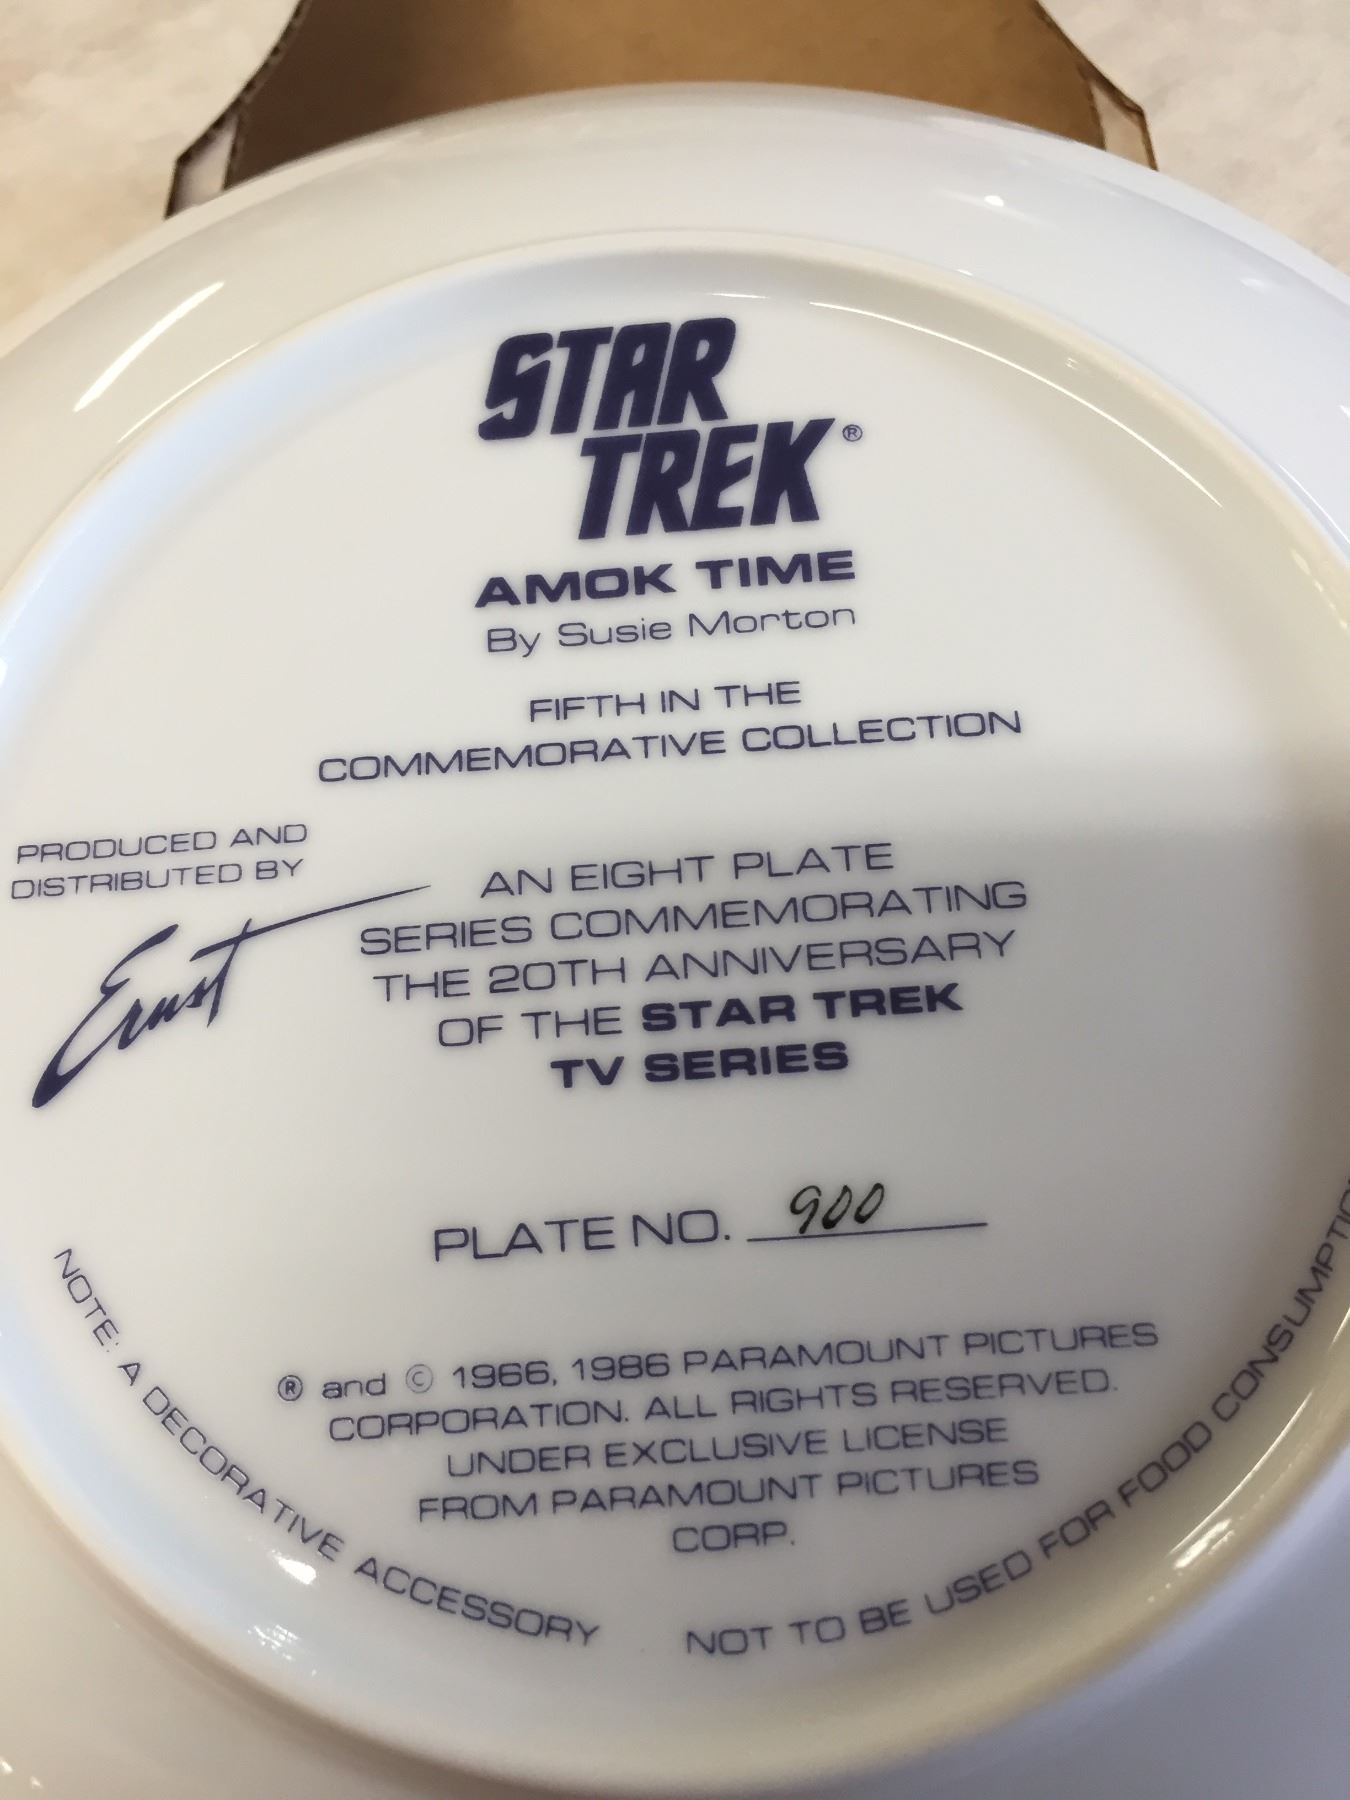 STAR
TREK®
AMOK TIME
By Susie Morton
FIFTH IN THE
COMMEMORATIVE COLLECTION
PRODUCED AND
DISTRIBUTED BY
Ernst
AN EIGHT PLATE
SERIES COMMEMORATING
THE 20TH ANNIVERSARY
OF THE STAR TREK
TV SERIES
PLATE NO. 900
® and © 1966, 1986 PARAMOUNT PICTURES
CORPORATION. ALL RIGHTS RESERVED.
UNDER EXCLUSIVE LICENSE
FROM PARAMOUNT PICTURES
CORP.
NOTE: A DECORATIVE ACCESSORY NOT TO BE USED FOR FOOD CONSUMPTIO